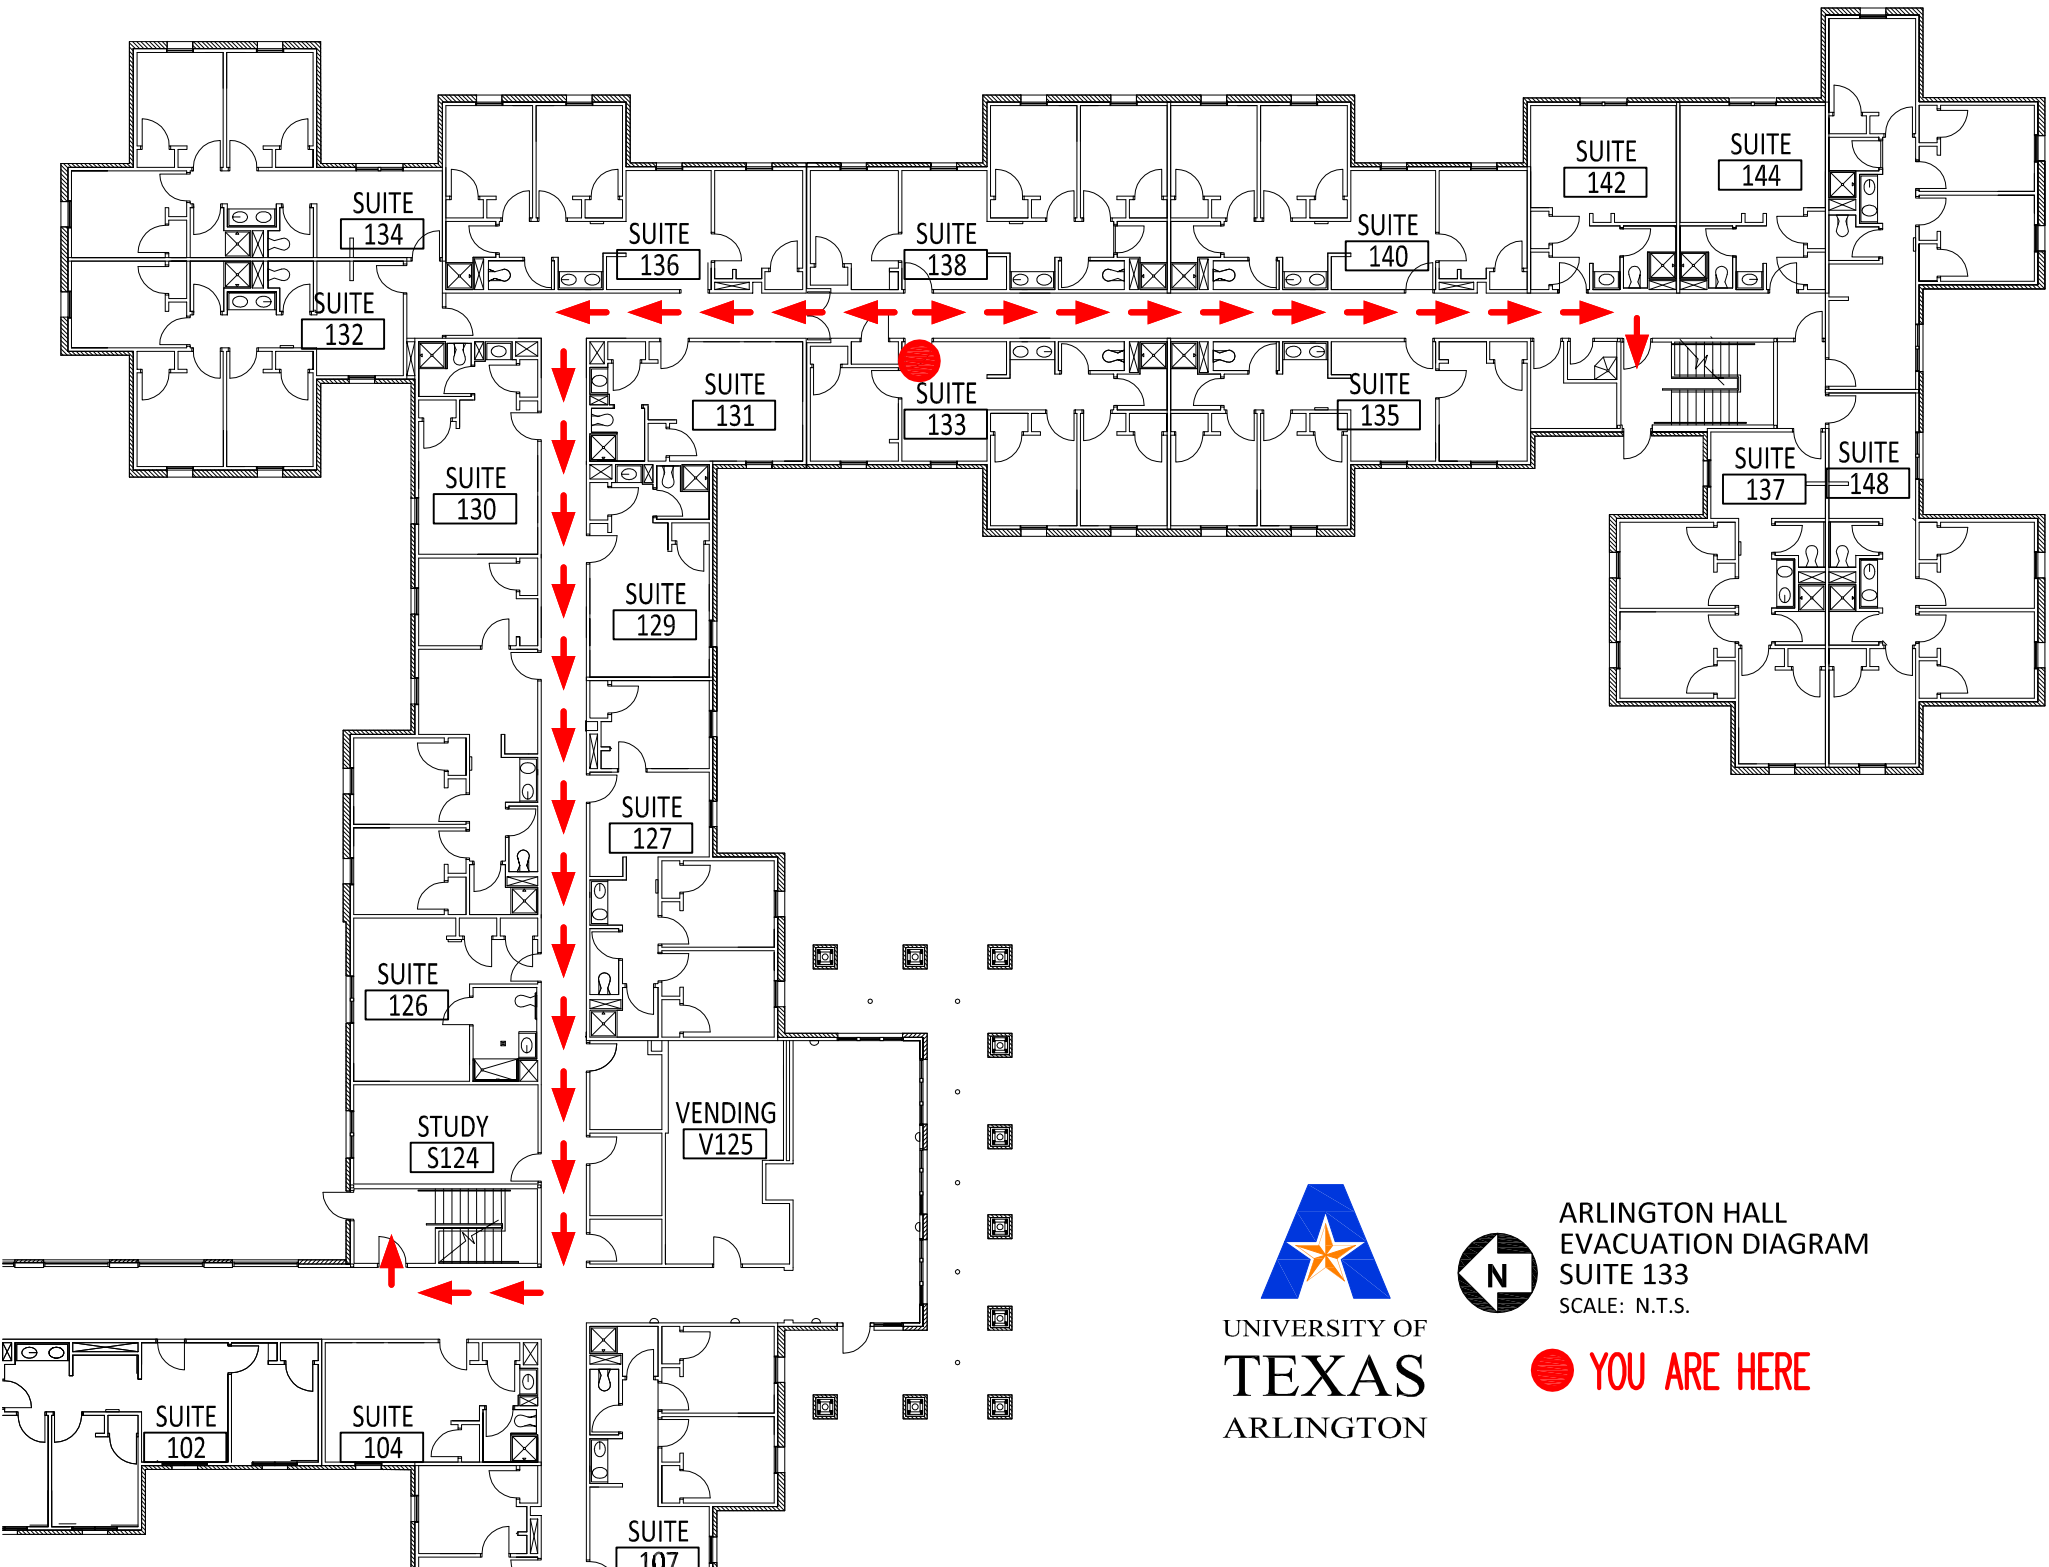 SUITE
134
SUITE
132
SUITE
136
SUITE
138
SUITE
140
SUITE
142
SUITE
144
SUITE
131
SUITE
133
SUITE
135
SUITE
137
SUITE
148
SUITE
130
SUITE
129
SUITE
127
SUITE
126
STUDY
S124
VENDING
V125
SUITE
102
SUITE
104
SUITE
107
UNIVERSITY OF
TEXAS
ARLINGTON
N
ARLINGTON HALL
EVACUATION DIAGRAM
SUITE 133
SCALE: N.T.S.
YOU ARE HERE